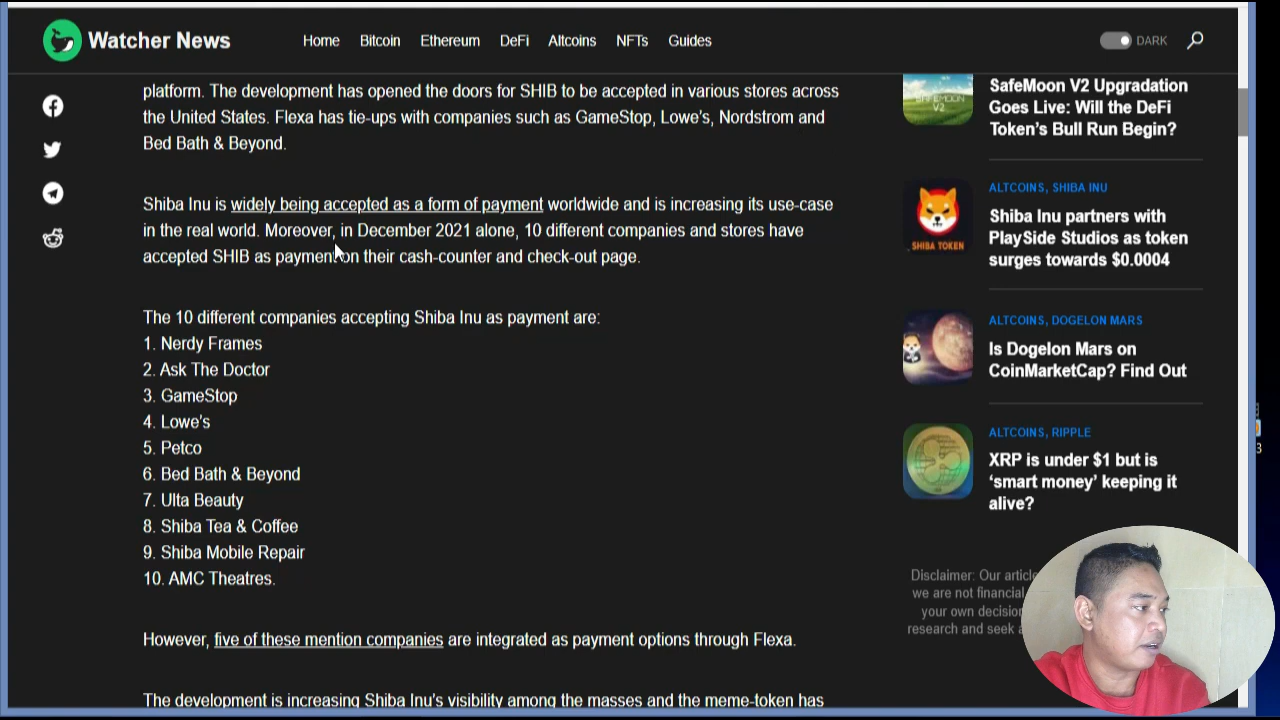 Watcher News
Home Bitcoin Ethereum DeFi Altcoins NFTs Guides
DARK
platform. The development has opened the doors for SHIB to be accepted in various stores across
the United States. Flexa has tie-ups with companies such as GameStop, Lowe's, Nordstrom and
Bed Bath & Beyond.
Shiba Inu is widely being accepted as a form of payment worldwide and is increasing its use-case
in the real world. Moreover, in December 2021 alone, 10 different companies and stores have
accepted SHIB as payment on their cash-counter and check-out page.
The 10 different companies accepting Shiba Inu as payment are:
1. Nerdy Frames
2. Ask The Doctor
3. GameStop
4. Lowe's
5. Petco
6. Bed Bath & Beyond
7. Ulta Beauty
8. Shiba Tea & Coffee
9. Shiba Mobile Repair
10. AMC Theatres.
However, five of these mention companies are integrated as payment options through Flexa.
The development is increasing Shiba Inu's visibility among the masses and the meme-token has
SAFEMOON
V2
SafeMoon V2 Upgradation
Goes Live: Will the DeFi
Token's Bull Run Begin?
SHIBA TOKEN
ALTCOINS, SHIBA INU
Shiba Inu partners with
PlaySide Studios as token
surges towards $0.0004
ALTCOINS, DOGELON MARS
Is Dogelon Mars on
CoinMarketCap? Find Out
ALTCOINS, RIPPLE
XRP is under $1 but is
'smart money' keeping it
alive?
Disclaimer: Our
we are not financial
your own decision
research and seek
3